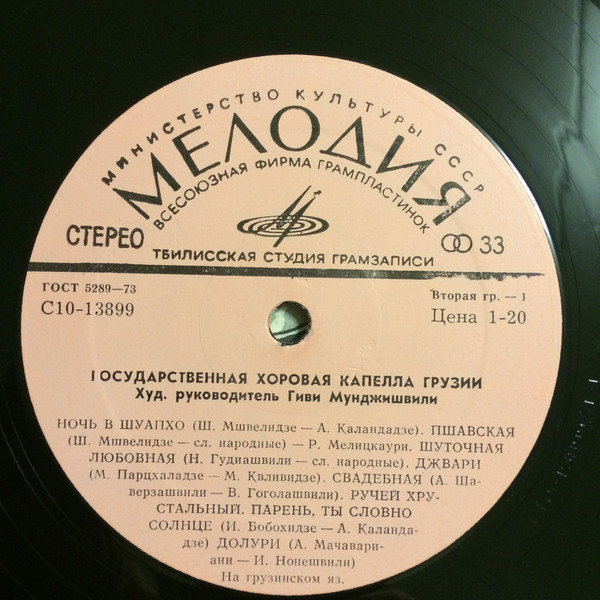 МИНИСТЕРСТВО КУЛЬТУРЫ СССР
МЕЛОДИЯ
ВСЕСОЮЗНАЯ ФИРМА ГРАМПЛАСТИНОК
СТЕРЕО
33
ТБИЛИССКАЯ СТУДИЯ ГРАМЗАПИСИ
ГОСТ 5289—73
Вторая гр. — 1
С10-13899
Цена 1-20
ГОСУДАРСТВЕННАЯ ХОРОВАЯ КАПЕЛЛА ГРУЗИИ
Худ. руководитель Гиви Мунджишвили
НОЧЬ В ШУАПХО (Ш. Мшвелидзе — А. Каландадзе). ПШАВСКАЯ
(Ш. Мшвелидзе — сл. народные) — Р. Мелицкаури. ШУТОЧНАЯ
ЛЮБОВНАЯ (Н. Гудиашвили — сл. народные). ДЖВАРИ
(М. Парцхаладзе — М. Квливидзе). СВАДЕБНАЯ (А. Ша-
верзашвили — В. Гоголашвили). РУЧЕЙ ХРУ-
СТАЛЬНЫЙ. ПАРЕНЬ, ТЫ СЛОВНО
СОЛНЦЕ (И. Бобохидзе — А. Каланда-
дзе) ДОЛУРИ (А. Мачавари-
ани — И. Нонешвили)
На грузинском яз.